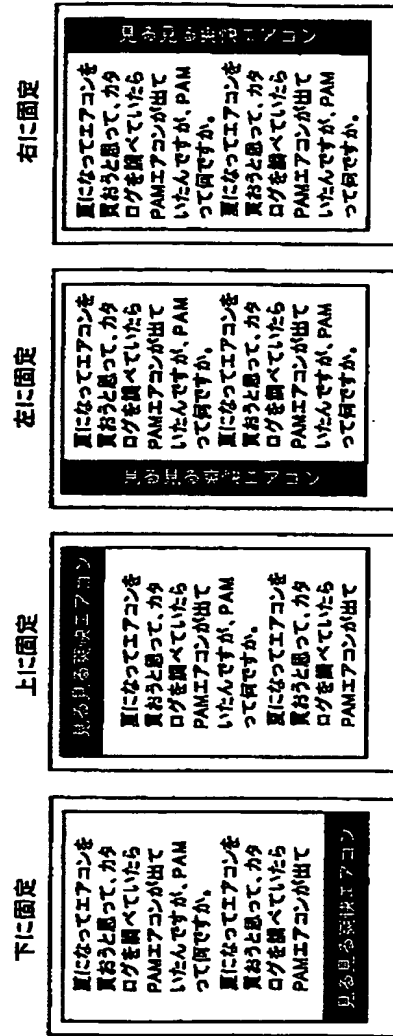 下に固定
夏になってエアコンを
買おうと思って、カタ
ログを調べていたら
PAMエアコンが出て
いたんですが、PAM
って何ですか。
夏になってエアコンを
買おうと思って、カタ
ログを調べていたら
PAMエアコンが出て
見る見る爽快エアコン
上に固定
見る見る爽快エアコン
夏になってエアコンを
買おうと思って、カタ
ログを調べていたら
PAMエアコンが出て
いたんですが、PAM
って何ですか。
夏になってエアコンを
買おうと思って、カタ
ログを調べていたら
PAMエアコンが出て
左に固定
見る見る爽快エアコン
夏になってエアコンを
買おうと思って、カタ
ログを調べていたら
PAMエアコンが出て
いたんですが、PAM
って何ですか。
夏になってエアコンを
買おうと思って、カタ
ログを調べていたら
PAMエアコンが出て
いたんですが、PAM
って何ですか。
右に固定
夏になってエアコンを
買おうと思って、カタ
ログを調べていたら
PAMエアコンが出て
いたんですが、PAM
って何ですか。
夏になってエアコンを
買おうと思って、カタ
ログを調べていたら
PAMエアコンが出て
いたんですが、PAM
って何ですか。
見る見る爽快エアコン